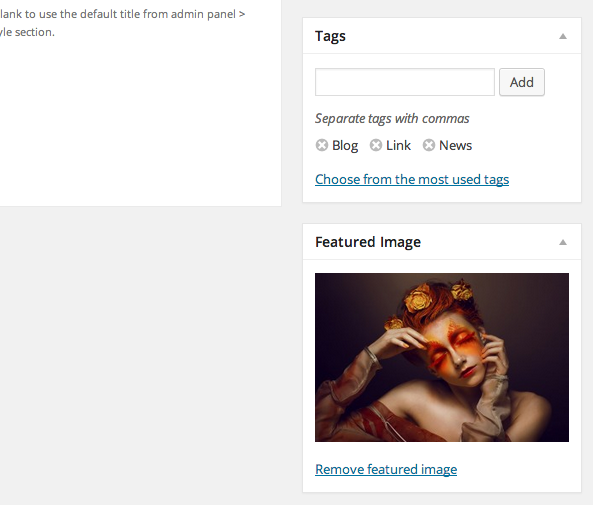 lank to use the default title from admin panel >
yle section.
Tags
Add
Separate tags with commas
Blog Link News
Choose from the most used tags
Featured Image
Remove featured image